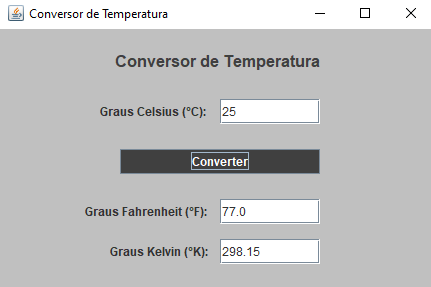 Conversor de Temperatura
Conversor de Temperatura
Graus Celsius (°C): 25
Converter
Graus Fahrenheit (°F): 77.0
Graus Kelvin (°K): 298.15